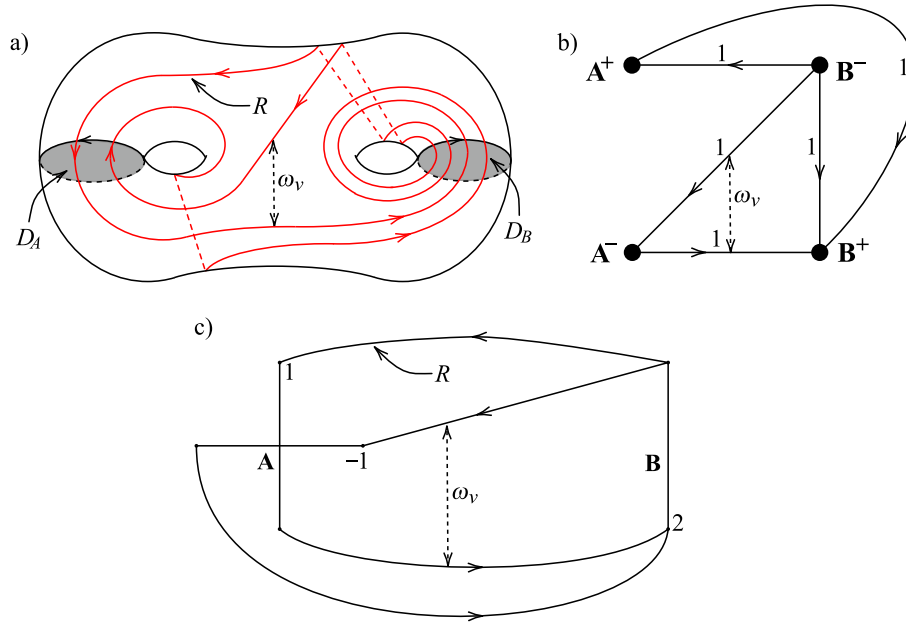 a)
R
ω_v
D_A
D_B
b)
A⁺
1
B⁻
1
1
1
ω_v
A⁻
1
B⁺
c)
1
R
A
−1
ω_v
B
2